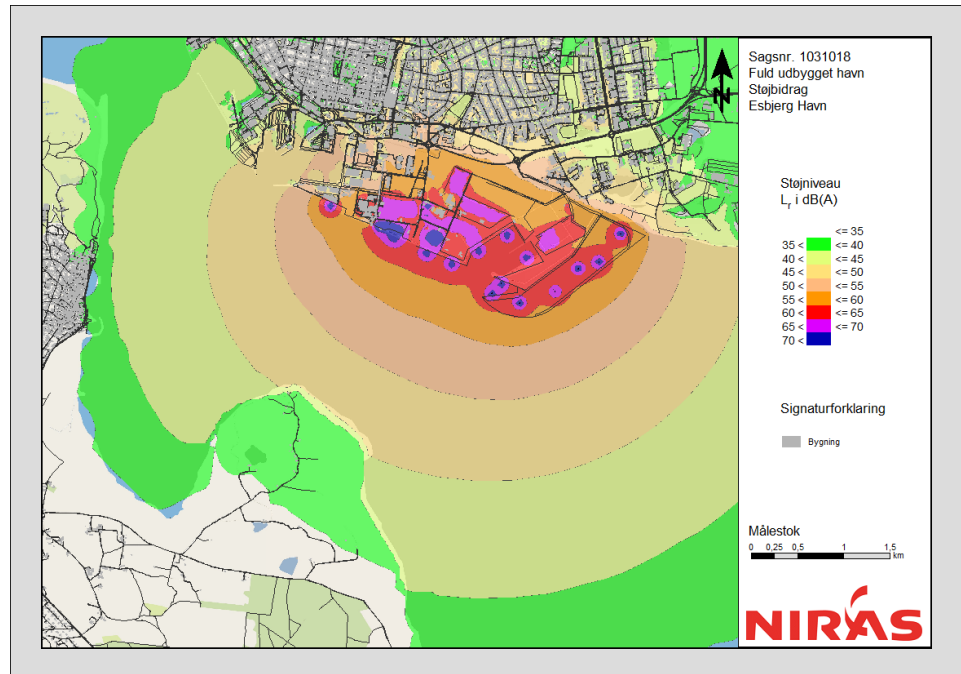 Sagsnr. 1031018
Fuld udbygget havn
Støjbidrag
Esbjerg Havn
N
Støjniveau
Lr i dB(A)
<= 35
35 < <= 40
40 < <= 45
45 < <= 50
50 < <= 55
55 < <= 60
60 < <= 65
65 < <= 70
70 <
Signaturforklaring
Bygning
Målestok
0 0,25 0,5 1 1,5
km
NIRAS